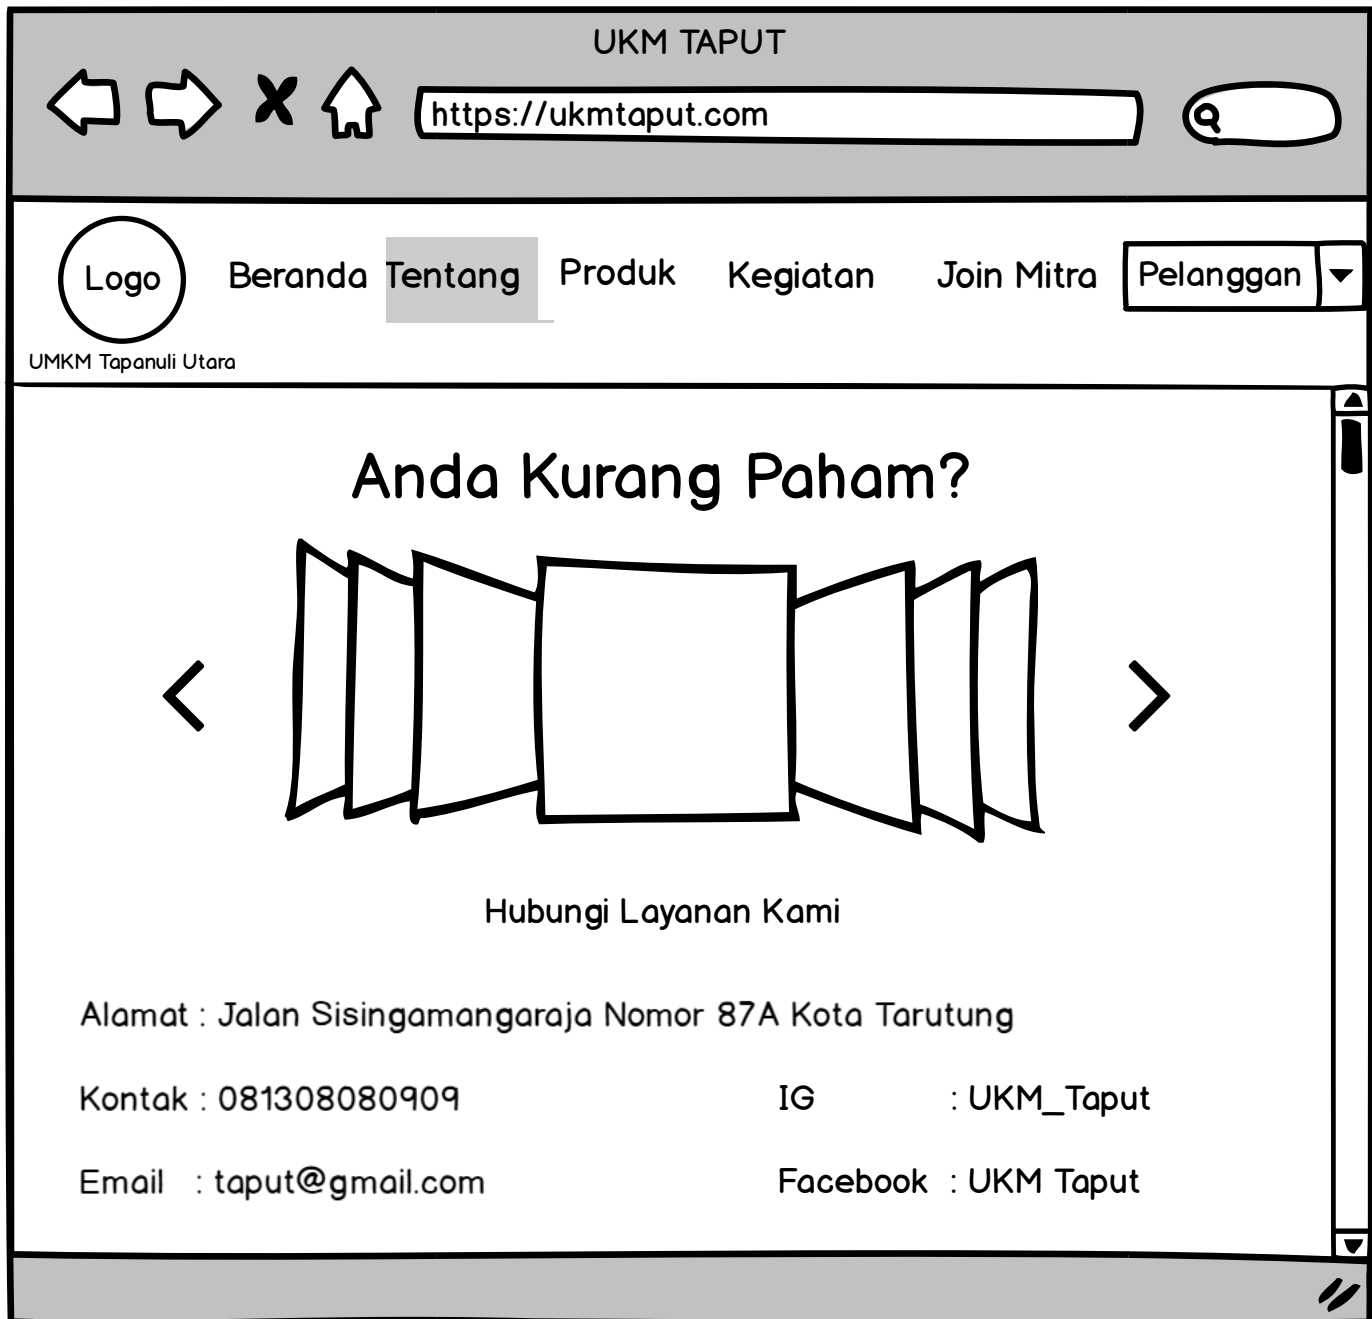 UKM TAPUT
https://ukmtaput.com
Logo
Beranda Tentang Produk Kegiatan Join Mitra Pelanggan
UMKM Tapanuli Utara
Anda Kurang Paham?
Hubungi Layanan Kami
Alamat : Jalan Sisingamangaraja Nomor 87A Kota Tarutung
Kontak : 081308080909
IG : UKM_Taput
Email : taput@gmail.com
Facebook : UKM Taput